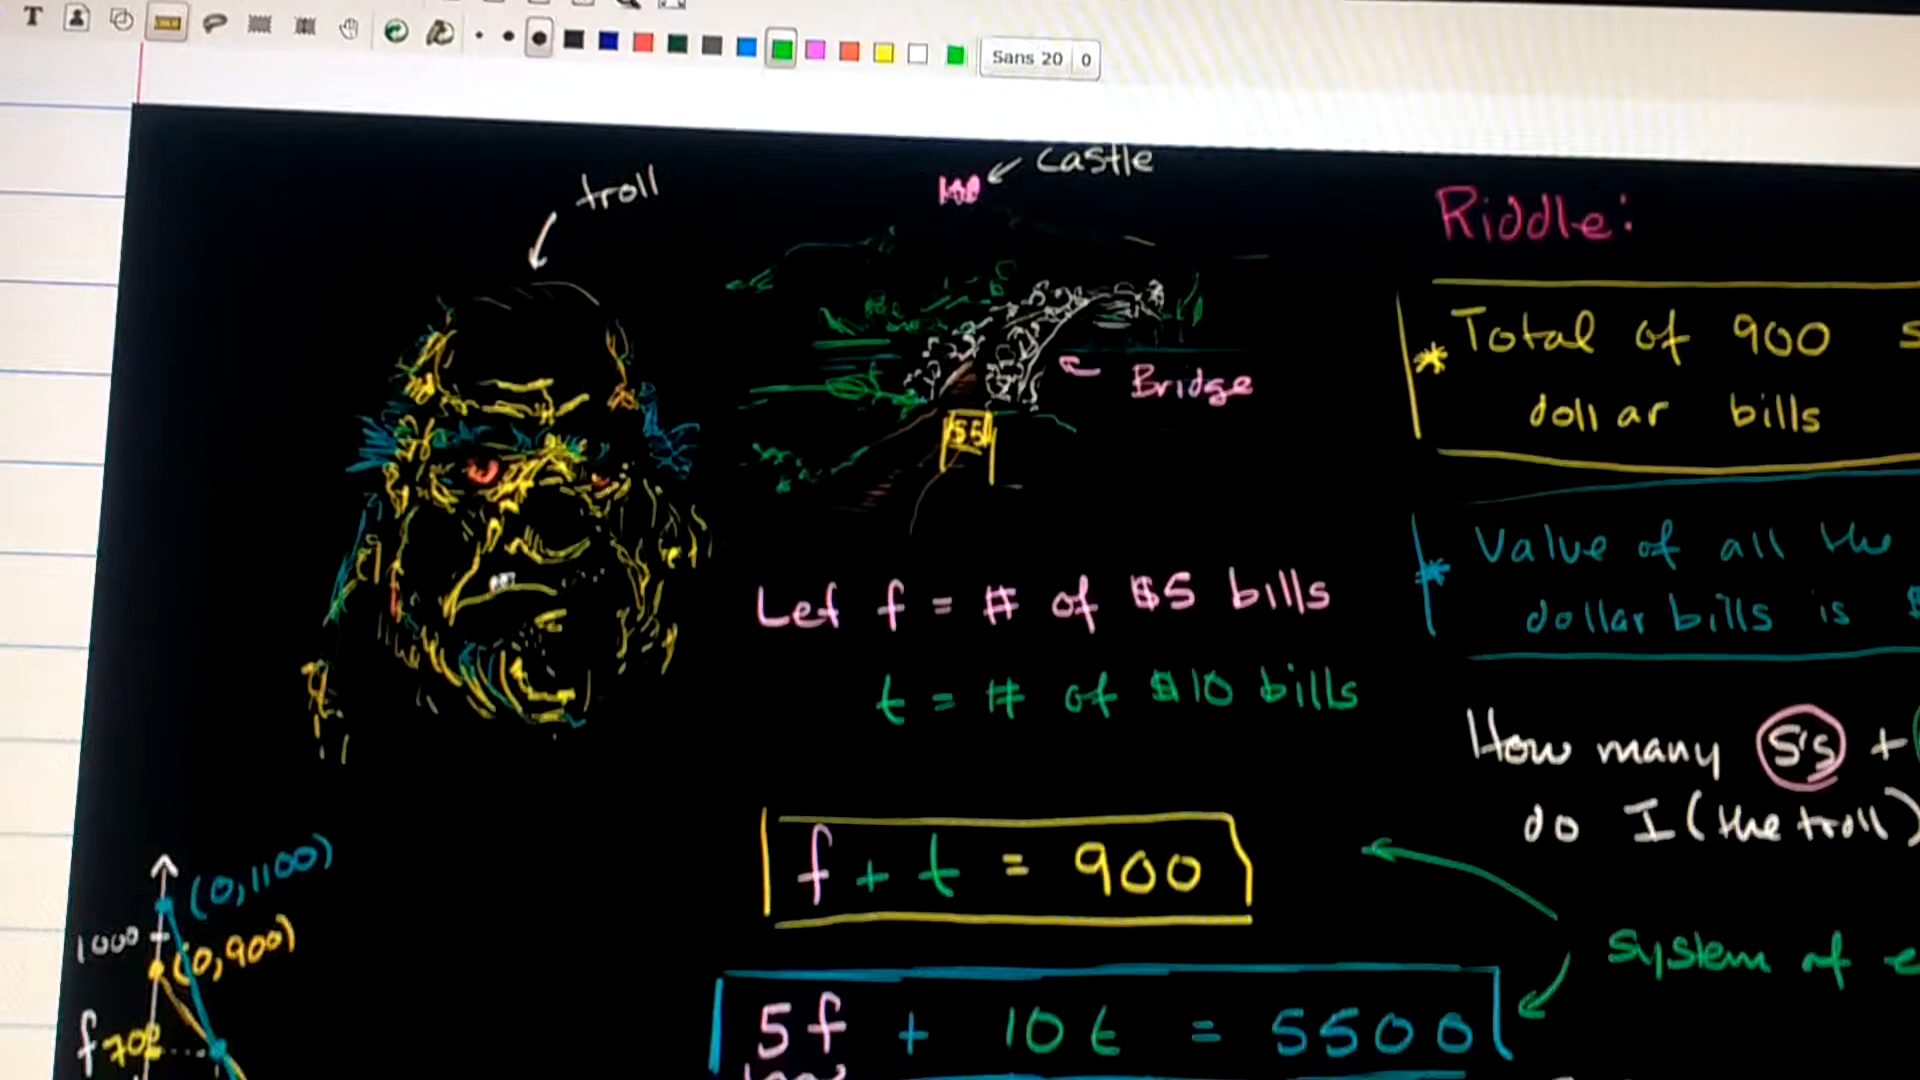 T
Sans 20 0
troll
castle
Bridge
Riddle:
* Total of 900
dollar bills
* Value of all the
dollar bills is $
Let f = # of $5 bills
t = # of $10 bills
How many 5's +
do I (the troll)
f + t = 900
5f + 10t = 5500
system of e
(0,1100)
1000
(0,900)
f